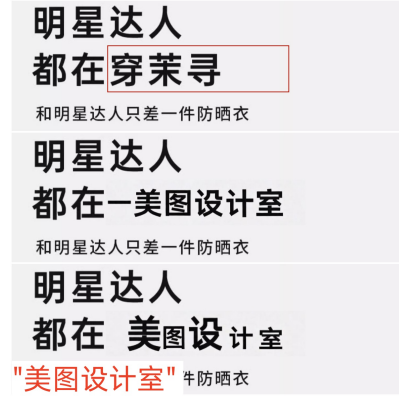 明星达人
都在穿茉寻
和明星达人只差一件防晒衣
明星达人
都在一美图设计室
和明星达人只差一件防晒衣
明星达人
都在 美图设计室
"美图设计室"件防晒衣